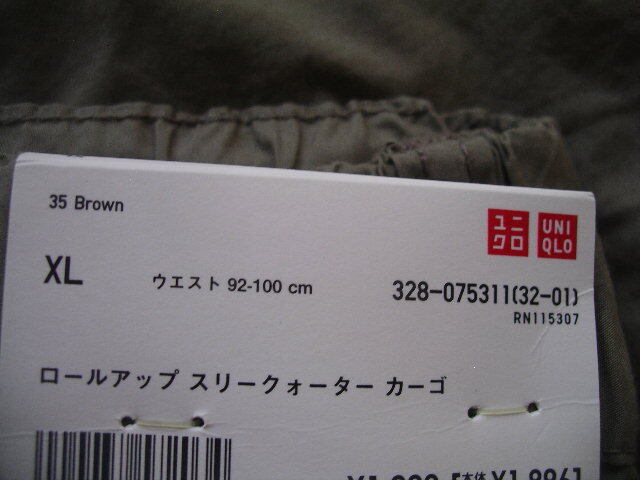 35 Brown
ユニクロ
UNIQLO
XL
ウエスト 92-100 cm
328-075311(32-01)
RN115307
ロールアップ スリークォーター カーゴ